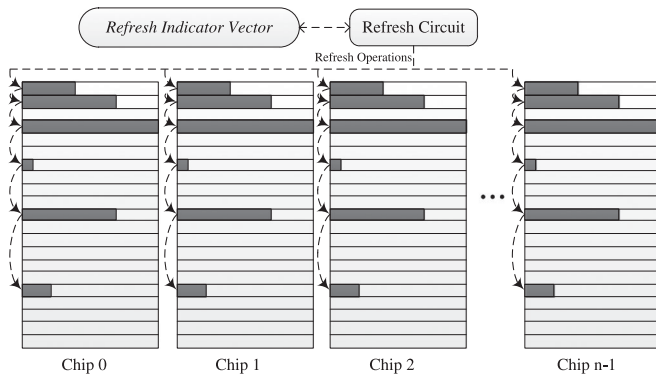 Refresh Indicator Vector
Refresh Circuit
Refresh Operations
...
Chip 0
Chip 1
Chip 2
Chip n-1